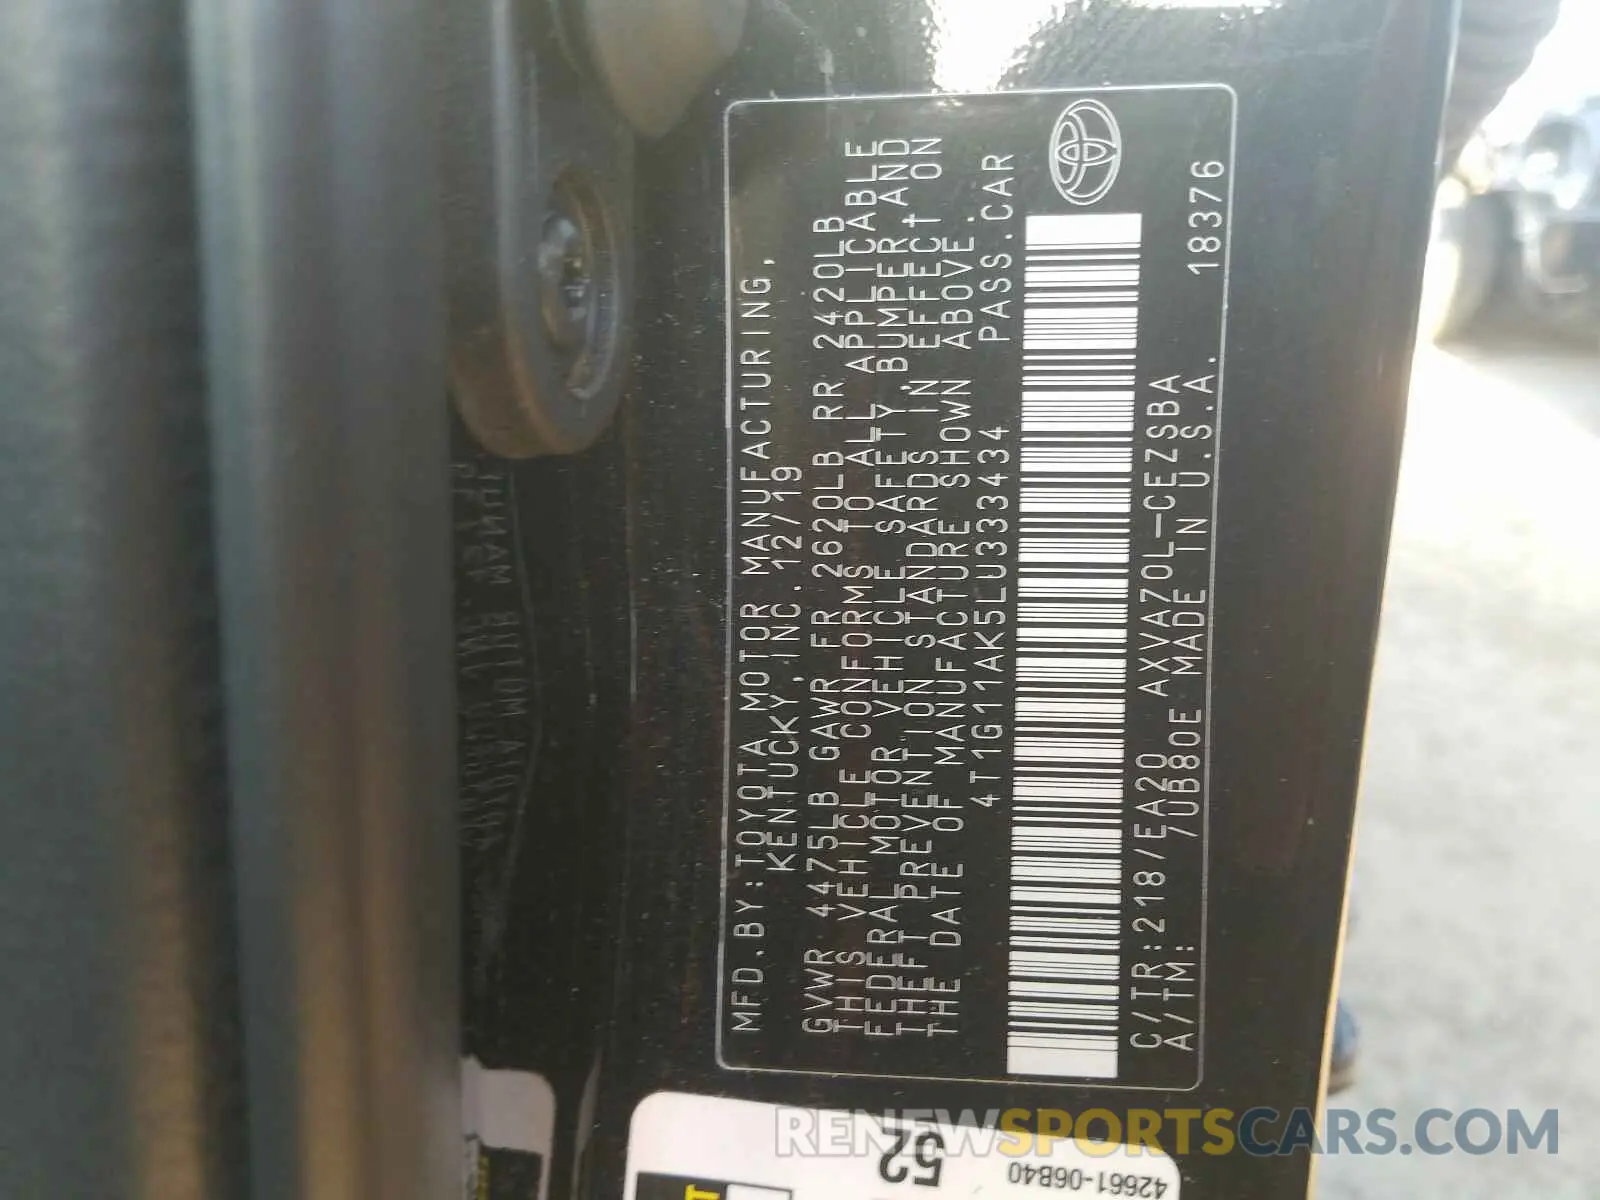 MFD.BY:TOYOTA MOTOR MANUFACTURING,
KENTUCKY,INC.12/19
GVWR 4475LB GAWR FR 2620LB RR 2420LB
THIS VEHICLE CONFORMS TO ALL APPLICABLE
FEDERAL MOTOR VEHICLE SAFETY,BUMPER,AND
THEFT PREVENTION STANDARDS IN EFFECT ON
THE DATE OF MANUFACTURE SHOWN ABOVE.
4T1G11AK5LU333434 PASS.CAR
C/TR:218/EA20 AXVA70L-CEZSBA 18376
A/TM: 7UB80E MADE IN U.S.A.
52
42661-06B40
RENEWSPORTSCARS.COM